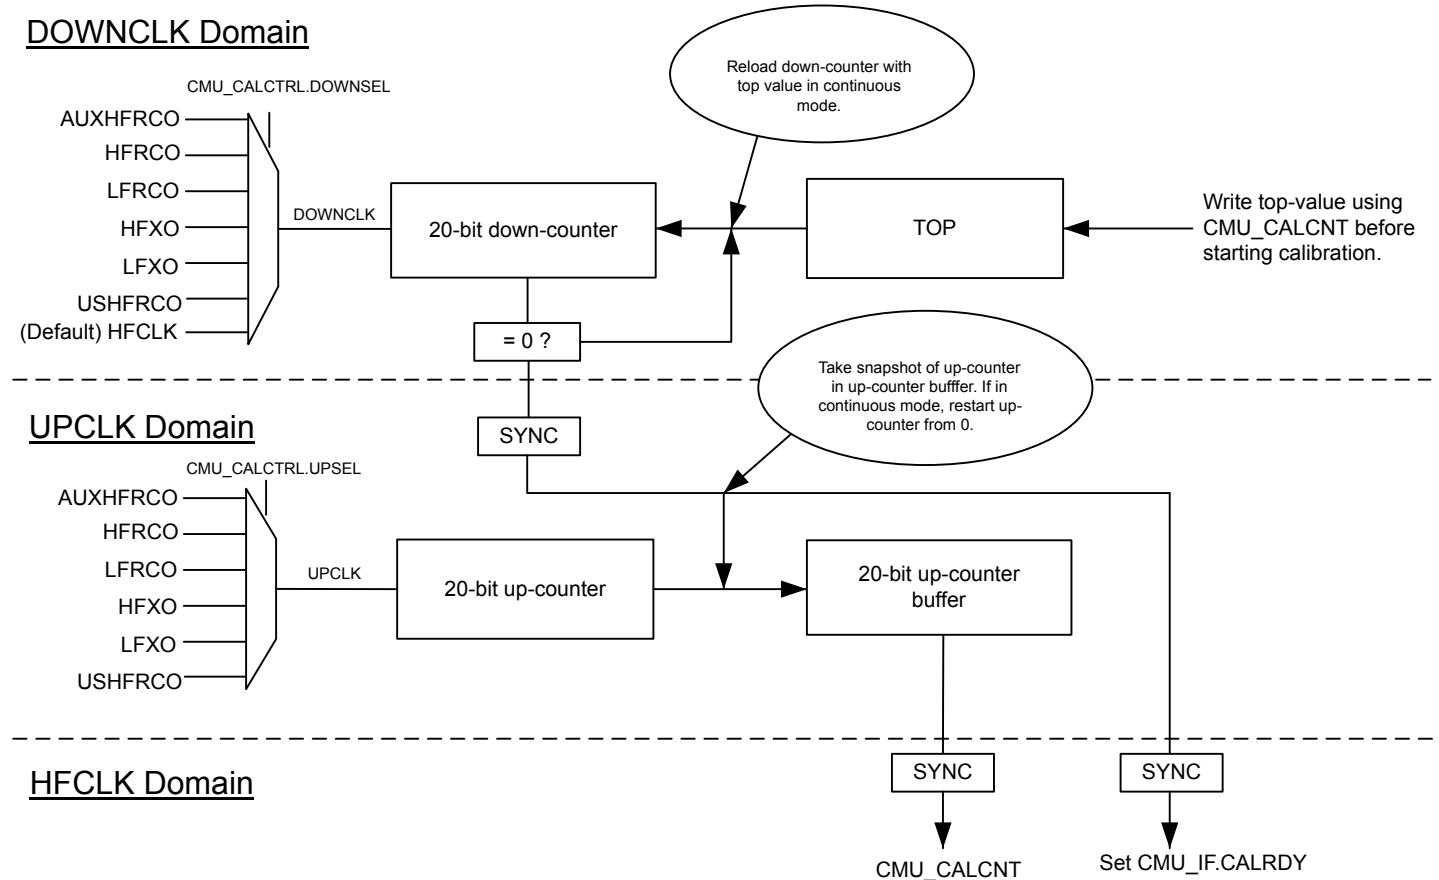 DOWNCLK Domain
CMU_CALCTRL.DOWNSEL
AUXHFRCO
HFRCO
LFRCO
HFXO
LFXO
USHFRCO
(Default) HFCLK
DOWNCLK
20-bit down-counter
= 0 ?
Reload down-counter with
top value in continuous
mode.
TOP
Write top-value using
CMU_CALCNT before
starting calibration.
UPCLK Domain
SYNC
Take snapshot of up-counter
in up-counter bufffer. If in
continuous mode, restart up-
counter from 0.
CMU_CALCTRL.UPSEL
AUXHFRCO
HFRCO
LFRCO
HFXO
LFXO
USHFRCO
UPCLK
20-bit up-counter
20-bit up-counter
buffer
HFCLK Domain
SYNC
SYNC
CMU_CALCNT
Set CMU_IF.CALRDY